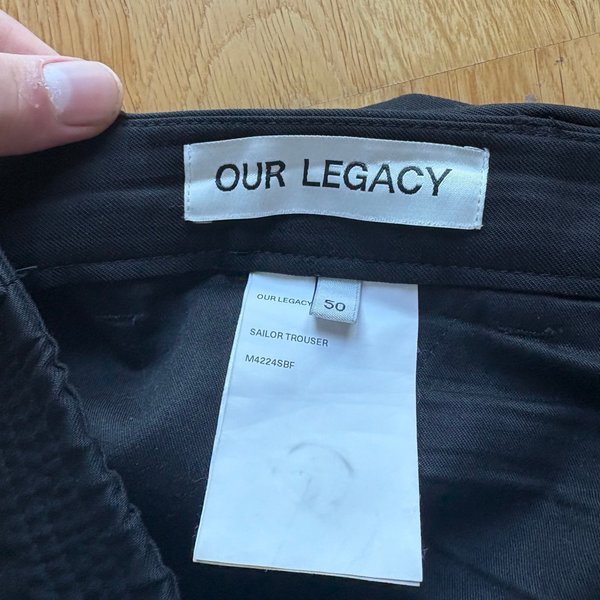 OUR LEGACY
OUR LEGACY
50
SAILOR TROUSER
M4224SBF